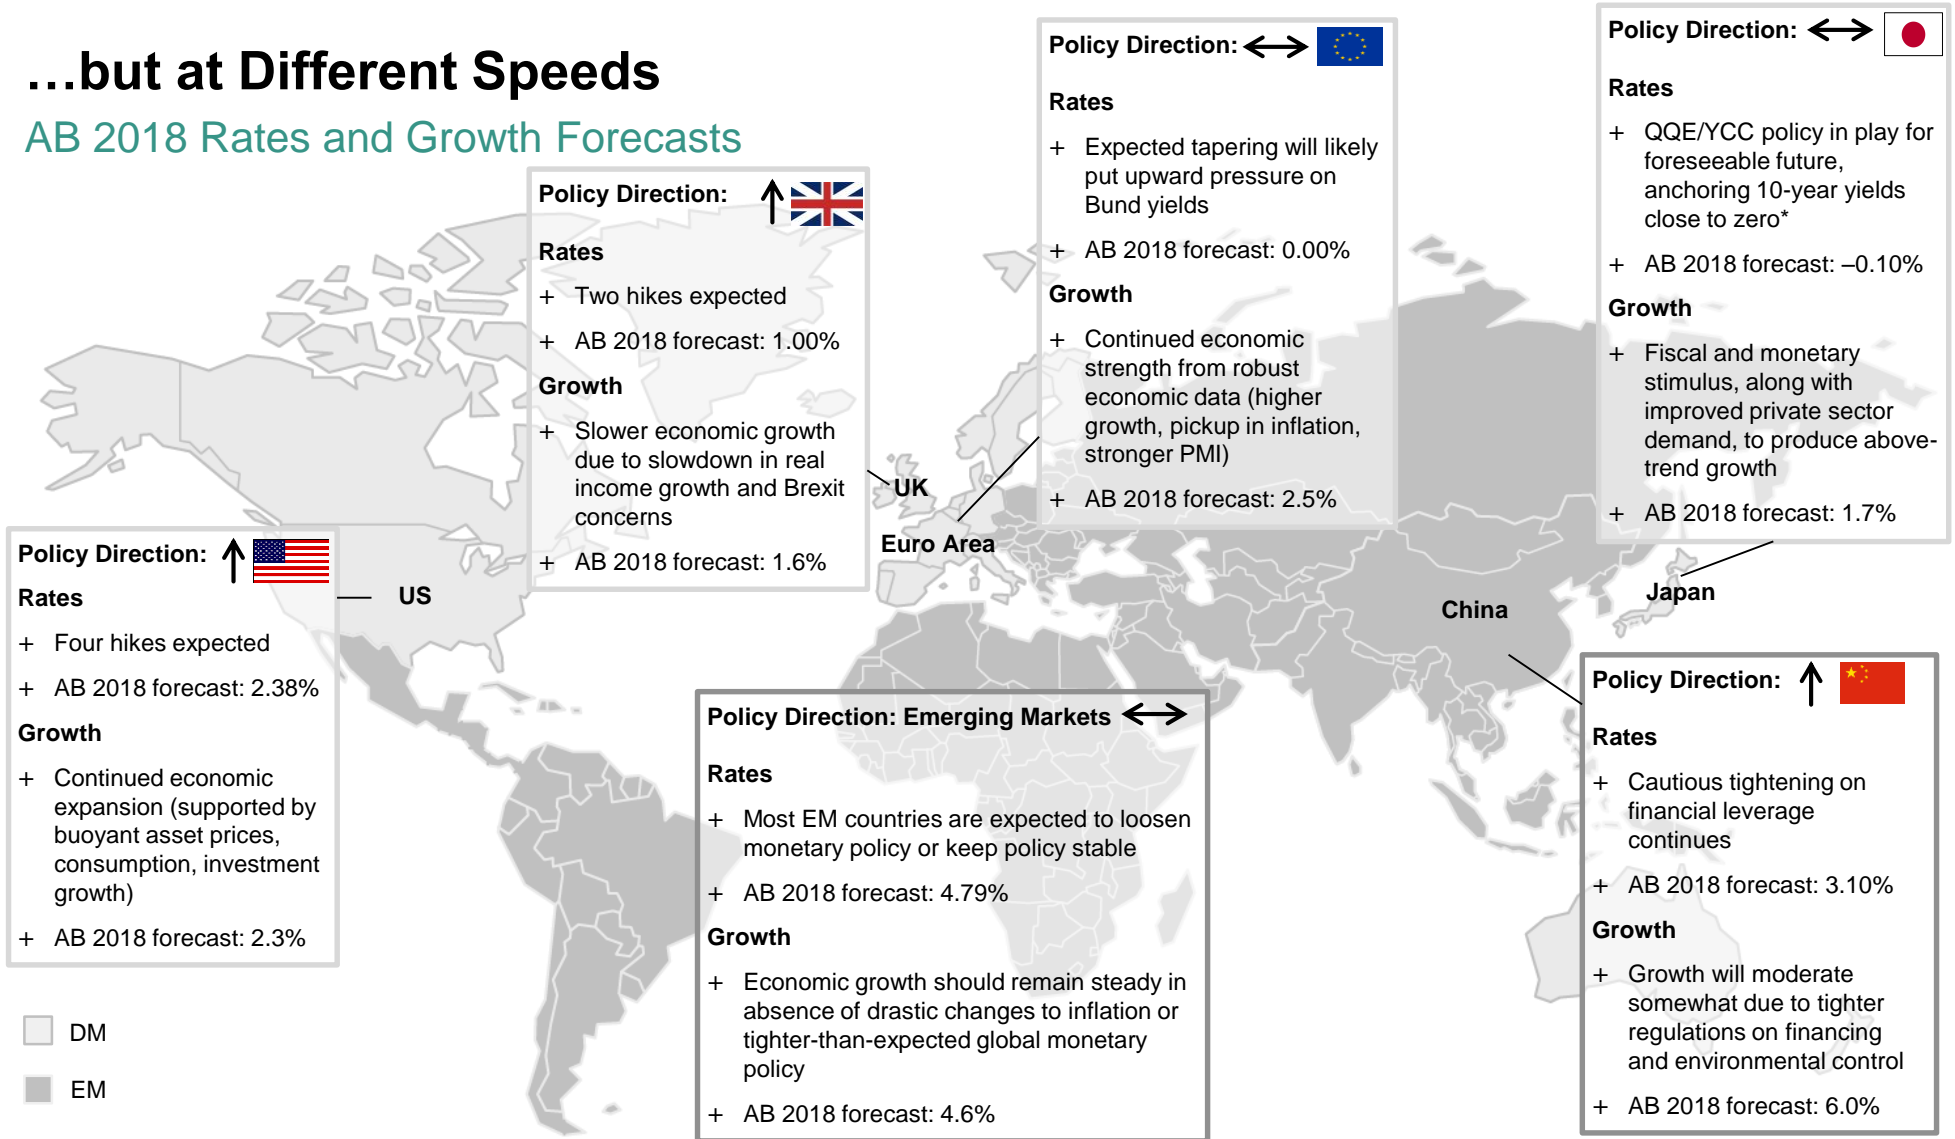 …but at Different Speeds
AB 2018 Rates and Growth Forecasts
Policy Direction:
Rates
+ Four hikes expected
+ AB 2018 forecast: 2.38%
Growth
+ Continued economic
expansion (supported by
buoyant asset prices,
consumption, investment
growth)
+ AB 2018 forecast: 2.3%
US
Policy Direction:
Rates
+ Two hikes expected
+ AB 2018 forecast: 1.00%
Growth
+ Slower economic growth
due to slowdown in real
income growth and Brexit
concerns
+ AB 2018 forecast: 1.6%
UK
Policy Direction:
Rates
+ Expected tapering will likely
put upward pressure on
Bund yields
+ AB 2018 forecast: 0.00%
Growth
+ Continued economic
strength from robust
economic data (higher
growth, pickup in inflation,
stronger PMI)
+ AB 2018 forecast: 2.5%
Euro Area
Policy Direction:
Rates
+ QQE/YCC policy in play for
foreseeable future,
anchoring 10-year yields
close to zero*
+ AB 2018 forecast: –0.10%
Growth
+ Fiscal and monetary
stimulus, along with
improved private sector
demand, to produce above-
trend growth
+ AB 2018 forecast: 1.7%
Japan
Policy Direction: Emerging Markets
Rates
+ Most EM countries are expected to loosen
monetary policy or keep policy stable
+ AB 2018 forecast: 4.79%
Growth
+ Economic growth should remain steady in
absence of drastic changes to inflation or
tighter-than-expected global monetary
policy
+ AB 2018 forecast: 4.6%
China
Policy Direction:
Rates
+ Cautious tightening on
financial leverage
continues
+ AB 2018 forecast: 3.10%
Growth
+ Growth will moderate
somewhat due to tighter
regulations on financing
and environmental control
+ AB 2018 forecast: 6.0%
DM
EM